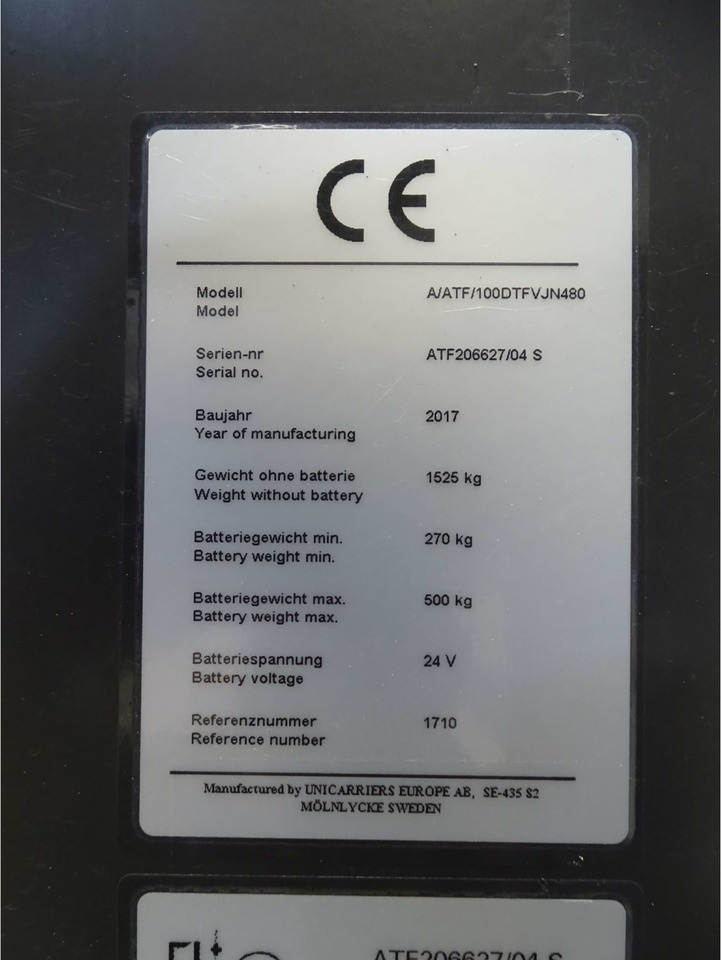 CE
Modell A/ATF/100DTFVJN480
Model
Serien-nr ATF206627/04 S
Serial no.
Baujahr 2017
Year of manufacturing
Gewicht ohne batterie 1525 kg
Weight without battery
Batteriegewicht min. 270 kg
Battery weight min.
Batteriegewicht max. 500 kg
Battery weight max.
Batteriespannung 24 V
Battery voltage
Referenznummer 1710
Reference number
Manufactured by UNICARRIERS EUROPE AB, SE-435 82
MÖLNLYCKE SWEDEN
ATF206627/04 S